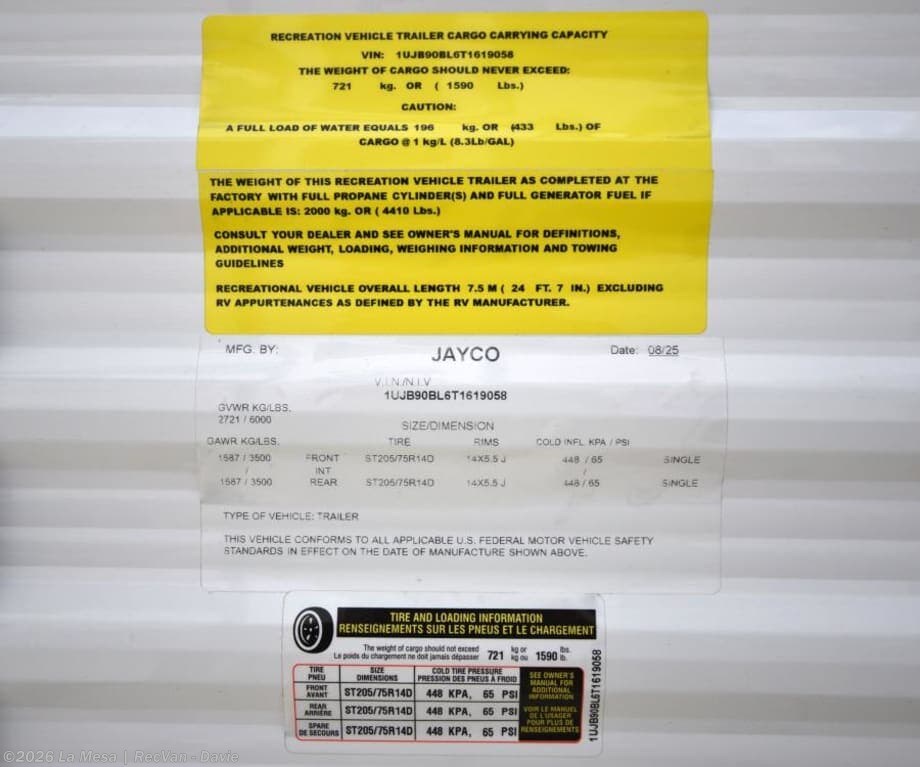 RECREATION VEHICLE TRAILER CARGO CARRYING CAPACITY
VIN: 1UJB90BL6T1619058
THE WEIGHT OF CARGO SHOULD NEVER EXCEED:
721 kg. OR ( 1590 Lbs.)
CAUTION:
A FULL LOAD OF WATER EQUALS 196 kg. OR (433 Lbs.) OF
CARGO @ 1 kg/L (8.3Lb/GAL)
THE WEIGHT OF THIS RECREATION VEHICLE TRAILER AS COMPLETED AT THE
FACTORY WITH FULL PROPANE CYLINDER(S) AND FULL GENERATOR FUEL IF
APPLICABLE IS: 2000 kg. OR ( 4410 Lbs.)
CONSULT YOUR DEALER AND SEE OWNER'S MANUAL FOR DEFINITIONS,
ADDITIONAL WEIGHT, LOADING, WEIGHING INFORMATION AND TOWING
GUIDELINES
RECREATIONAL VEHICLE OVERALL LENGTH 7.5 M ( 24 FT. 7 IN.) EXCLUDING
RV APPURTENANCES AS DEFINED BY THE RV MANUFACTURER.
MFG. BY: JAYCO Date: 08/25
V.I.N./N.I.V
1UJB90BL6T1619058
GVWR KG/LBS.
2721 / 6000
SIZE/DIMENSION
GAWR KG/LBS. TIRE RIMS COLD INFL. KPA / PSI
1587 / 3500 FRONT ST205/75R14D 14X5.5 J 448 / 65 SINGLE
/ INT /
1587 / 3500 REAR ST205/75R14D 14X5.5 J 448 / 65 SINGLE
TYPE OF VEHICLE: TRAILER
THIS VEHICLE CONFORMS TO ALL APPLICABLE U.S. FEDERAL MOTOR VEHICLE SAFETY
STANDARDS IN EFFECT ON THE DATE OF MANUFACTURE SHOWN ABOVE.
TIRE AND LOADING INFORMATION
RENSEIGNEMENTS SUR LES PNEUS ET LE CHARGEMENT
The weight of cargo should not exceed 721 kg or 1590 lbs.
Le poids du chargement ne doit jamais dépasser kg ou lb.
TIRE SIZE COLD TIRE PRESSURE
PNEU DIMENSIONS PRESSION DES PNEUS À FROID
FRONT AVANT ST205/75R14D 448 KPA, 65 PSI
REAR ARRIÈRE ST205/75R14D 448 KPA, 65 PSI
SPARE DE SECOURS ST205/75R14D 448 KPA, 65 PSI
SEE OWNER'S
MANUAL FOR
ADDITIONAL
INFORMATION
VOIR LE MANUEL
DE L'USAGER
POUR PLUS DE
RENSEIGNEMENTS
1UJB90BL6T1619058
©2026 La Mesa | RecVan - Davie